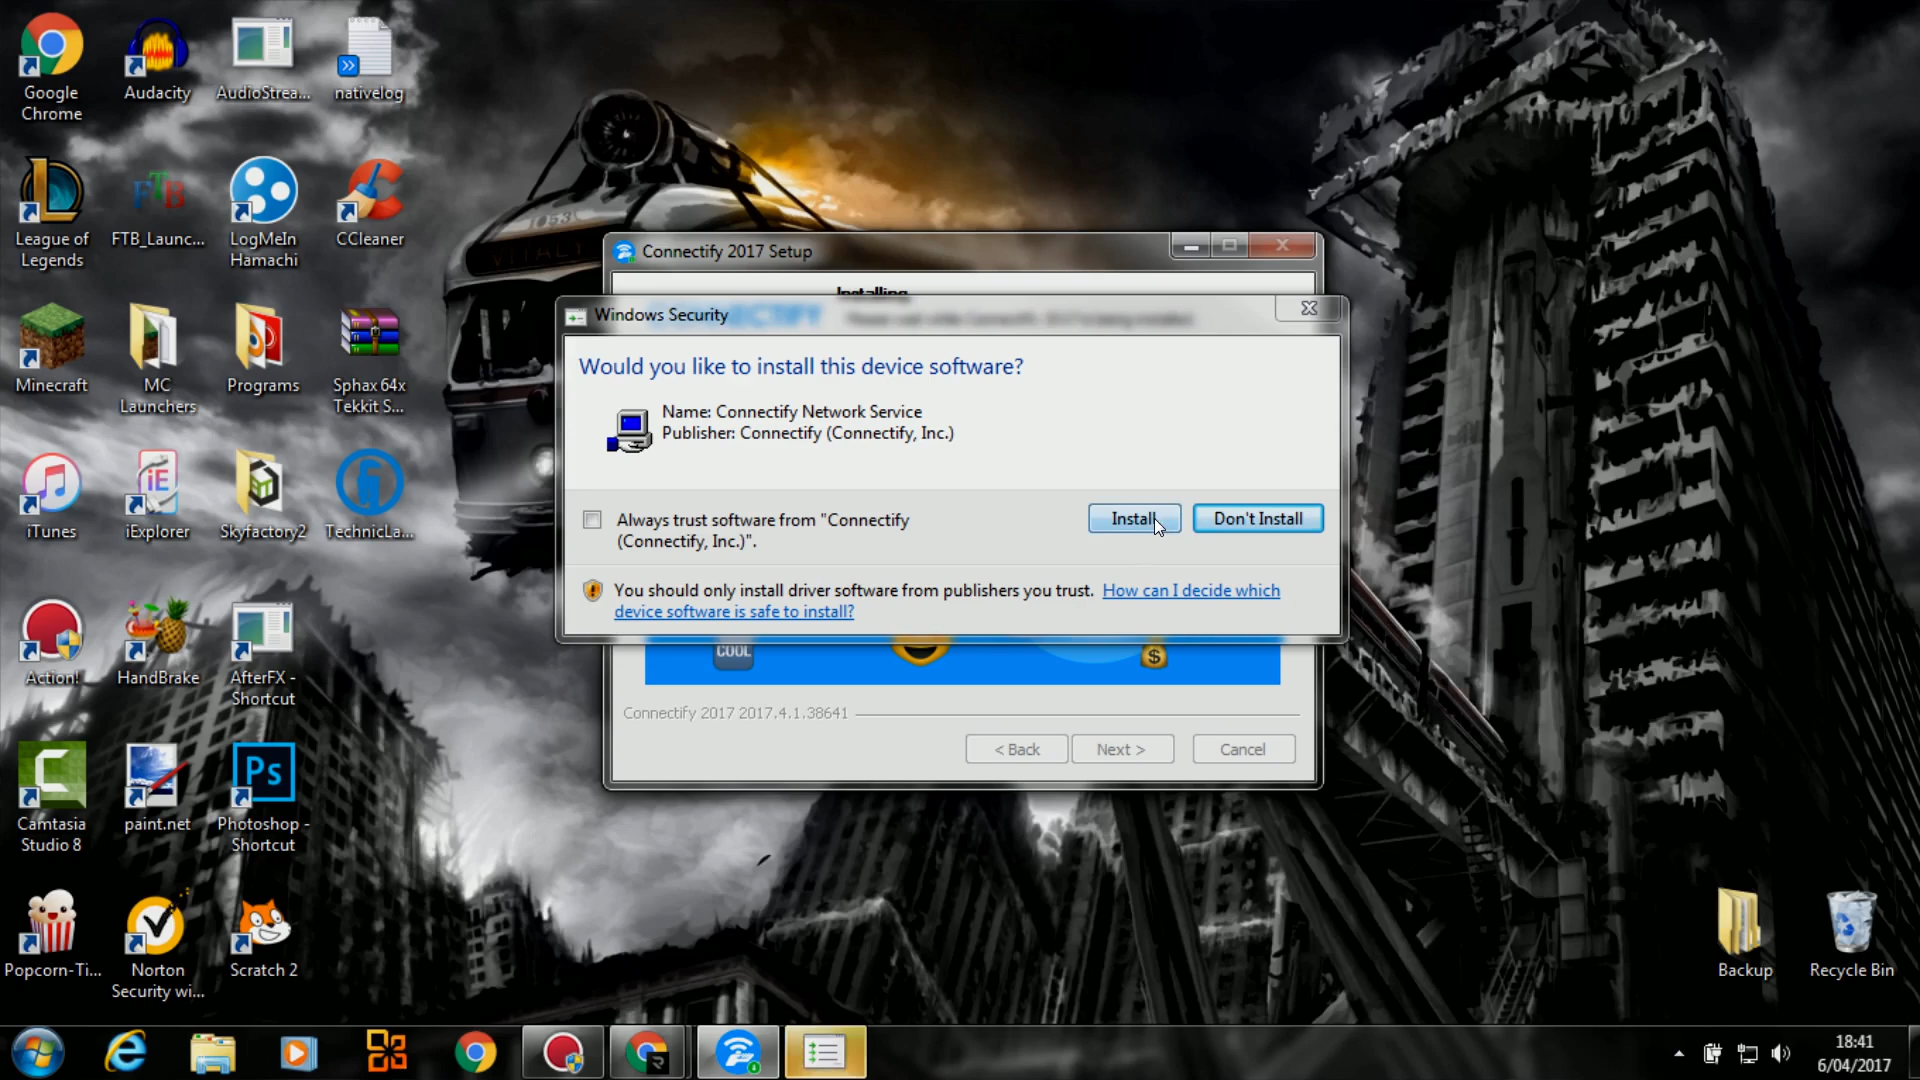 Google
Chrome
Audacity
AudioStrea...
nativelog
League of
Legends
FTB_Launc...
LogMeIn
Hamachi
CCleaner
Minecraft
MC
Launchers
Programs
Sphax 64x
Tekkit S...
iTunes
iExplorer
Skyfactory2
TechnicLa...
Action!
HandBrake
AfterFX -
Shortcut
Camtasia
Studio 8
paint.net
Photoshop -
Shortcut
Popcorn-Ti...
Norton
Security wi...
Scratch 2
Connectify 2017 Setup
Installing
Windows Security
Would you like to install this device software?
Name: Connectify Network Service
Publisher: Connectify (Connectify, Inc.)
Always trust software from "Connectify
(Connectify, Inc.)".
Install
Don't Install
You should only install driver software from publishers you trust. How can I decide which
device software is safe to install?
COOL
Connectify 2017 2017.4.1.38641
< Back
Next >
Cancel
Backup
Recycle Bin
18:41
6/04/2017